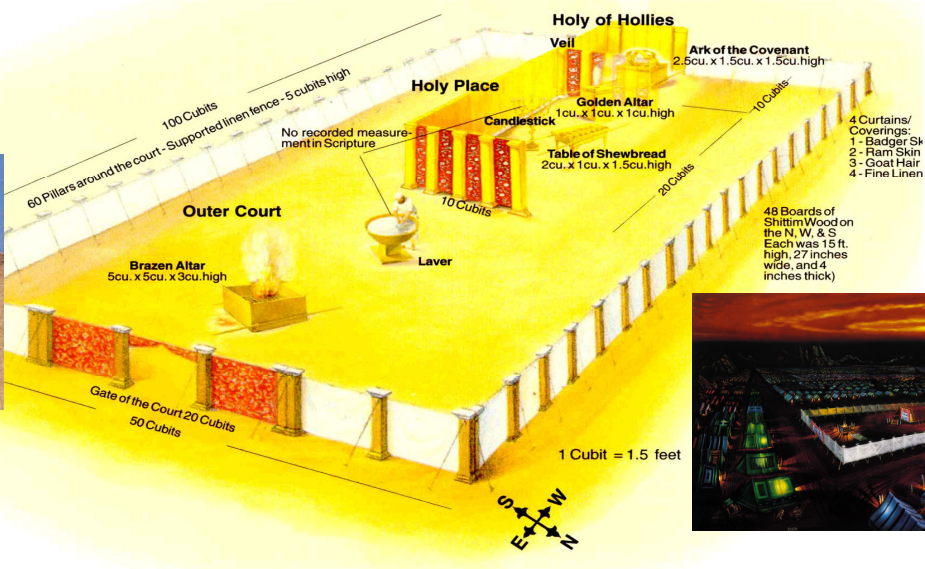 Holy of Hollies
Veil
Ark of the Covenant
2.5cu. x 1.5cu. x 1.5cu.high
Holy Place
100 Cubits
60 Pillars around the court - Supported linen fence - 5 cubits high
No recorded measure-
ment in Scripture
Candlestick
Golden Altar
1cu. x 1cu. x 1cu.high
10 Cubits
Table of Shewbread
2cu. x 1cu. x 1.5cu.high
20 Cubits
4 Curtains/
Coverings:
1 - Badger
2 - Ram Skin
3 - Goat Hair
4 - Fine Linen
10 Cubits
Outer Court
48 Boards of
Shittim Wood on
the N, W, & S
Each was 15 ft.
high, 27 inches
wide, and 4
inches thick)
Laver
Brazen Altar
5cu. x 5cu. x 3cu.high
Gate of the Court 20 Cubits
50 Cubits
1 Cubit = 1.5 feet
S W
E N